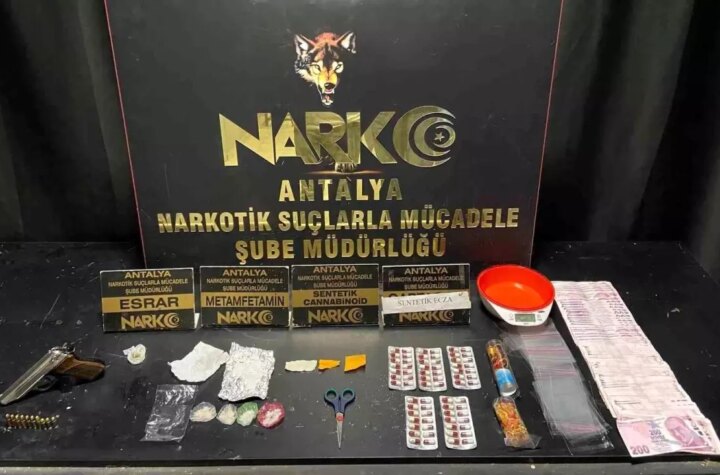 NARKO
ANTALYA
NARKOTİK SUÇLARLA MÜCADELE
ŞUBE MÜDÜRLÜĞÜ
ANTALYA
NARKOTİK SUÇLARLA MÜCADELE
ŞUBE MÜDÜRLÜĞÜ
ESRAR
NARKO
ANTALYA
NARKOTİK SUÇLARLA MÜCADELE
ŞUBE MÜDÜRLÜĞÜ
METAMFETAMİN
NARKO
ANTALYA
NARKOTİK SUÇLARLA MÜCADELE
ŞUBE MÜDÜRLÜĞÜ
SENTETİK
CANNABİNOİD
NARKO
ANTALYA
NARKOTİK SUÇLARLA MÜCADELE
ŞUBE MÜDÜRLÜĞÜ
SENTETİK ECZA
NARKO
200